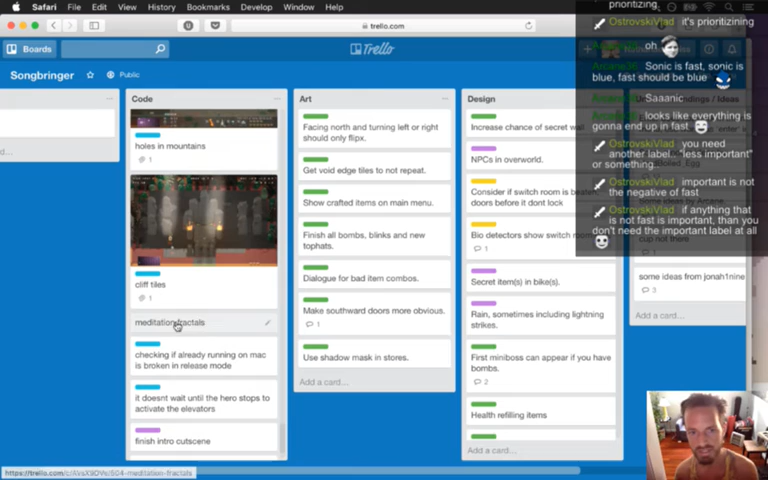 Safari File Edit View History Bookmarks Develop Window Help
trello.com
Boards
Trello
Songbringer
Public
Code
holes in mountains
1
cliff tiles
1
meditation fractals
checking if already running on mac
is broken in release mode
it doesnt wait until the hero stops to
activate the elevators
finish intro cutscene
Art
Facing north and turning left or right
should only flipx.
Get void edge tiles to not repeat.
Show crafted items on main menu.
Finish all bombs, blinks and new
tophats.
Dialogue for bad item combos.
Make southward doors more obvious.
1
Use shadow mask in stores.
Add a card...
Design
Increase chance of secret wall
NPCs in overworld.
Consider if switch room is beaten
doors before it dont lock
Bio detectors show switch room
1
Secret item(s) in bike(s).
Rain, sometimes including lightning
strikes.
First miniboss can appear if you have
bombs.
2
Health refilling items
Add a card...
some ideas from jonah1nine
3
Add a card...
prioritizing
OstrovskiVlad it's prioritizining
oh
Sonic is fast, sonic is
blue, fast should be blue
Saaanic
looks like everything is
gonna end up in fast
OstrovskiVlad you need
another label.. "less important"
or something..
OstrovskiVlad important is not
the negative of fast
OstrovskiVlad if anything that
is not fast is important, than you
don't need the important label at all
https://trello.com/c/AVsX9OVe/504-meditation-fractals